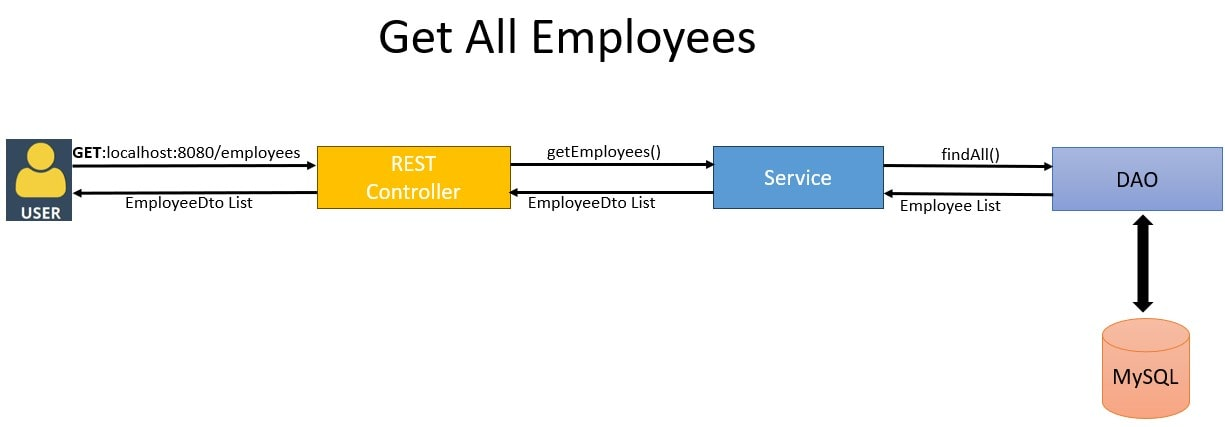 Get All Employees
GET:localhost:8080/employees
EmployeeDto List
USER
REST
Controller
getEmployees()
EmployeeDto List
Service
findAll()
Employee List
DAO
MySQL